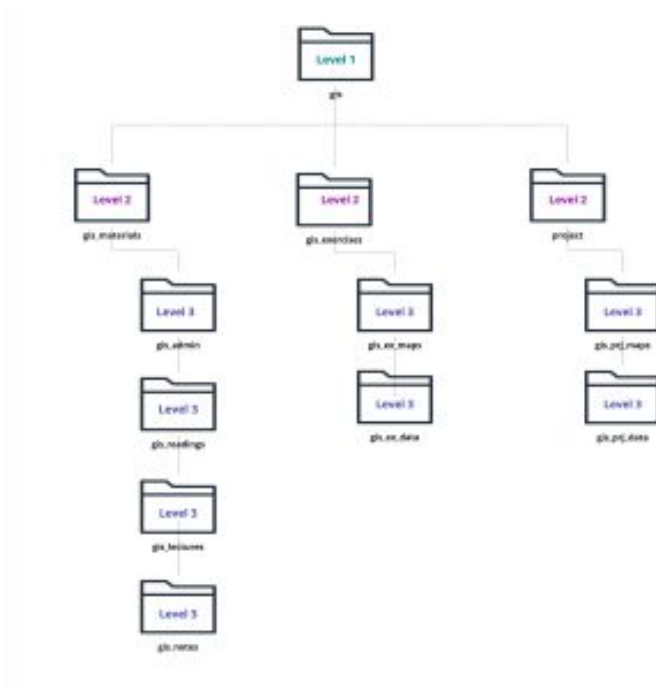 Level 1
gis
Level 2
Level 2
Level 2
gis_materials
gis_exercises
project
Level 3
Level 3
Level 3
gis_admin
gis_ex_maps
gis_prj_maps
Level 3
Level 3
Level 3
gis_readings
gis_ex_data
gis_prj_data
Level 3
gis_lectures
Level 3
gis_notes